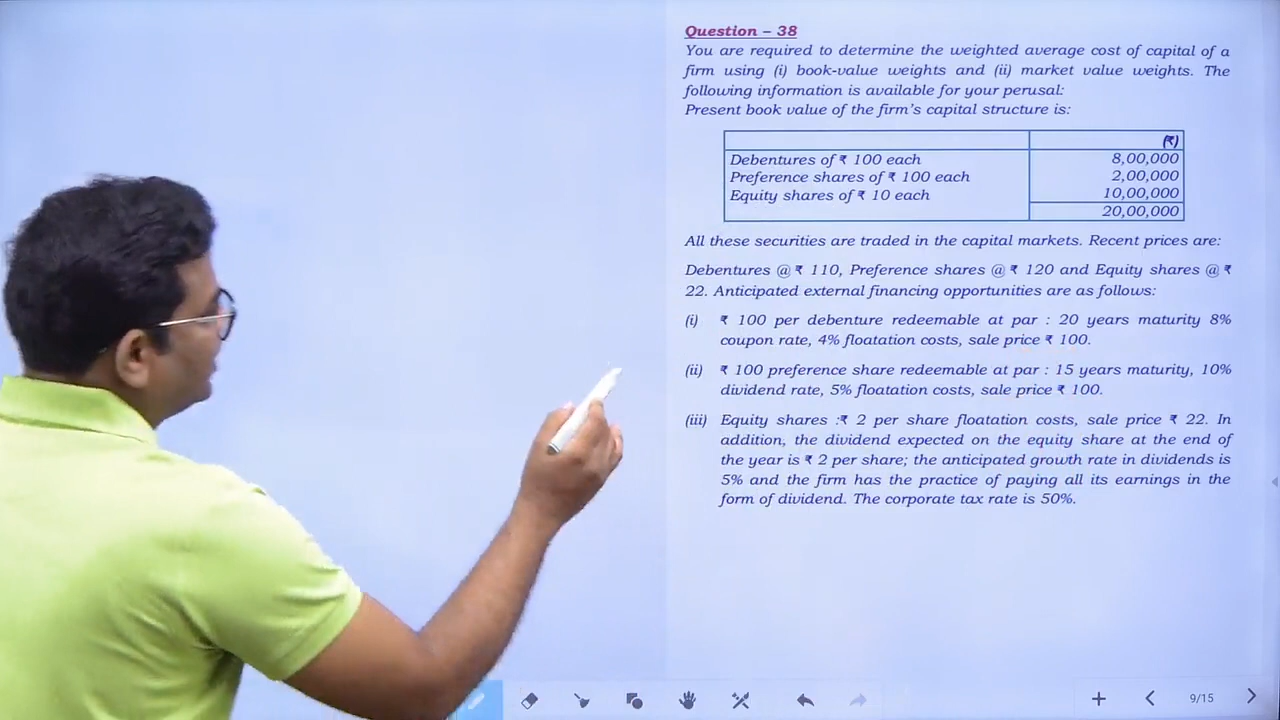 Question – 38
You are required to determine the weighted average cost of capital of a
firm using (i) book-value weights and (ii) market value weights. The
following information is available for your perusal:
Present book value of the firm's capital structure is:
(₹)
Debentures of ₹ 100 each 8,00,000
Preference shares of ₹ 100 each 2,00,000
Equity shares of ₹ 10 each 10,00,000
20,00,000
All these securities are traded in the capital markets. Recent prices are:
Debentures @ ₹ 110, Preference shares @ ₹ 120 and Equity shares @ ₹
22. Anticipated external financing opportunities are as follows:
(i) ₹ 100 per debenture redeemable at par : 20 years maturity 8%
coupon rate, 4% floatation costs, sale price ₹ 100.
(ii) ₹ 100 preference share redeemable at par : 15 years maturity, 10%
dividend rate, 5% floatation costs, sale price ₹ 100.
(iii) Equity shares :₹ 2 per share floatation costs, sale price ₹ 22. In
addition, the dividend expected on the equity share at the end of
the year is ₹ 2 per share; the anticipated growth rate in dividends is
5% and the firm has the practice of paying all its earnings in the
form of dividend. The corporate tax rate is 50%.
9/15